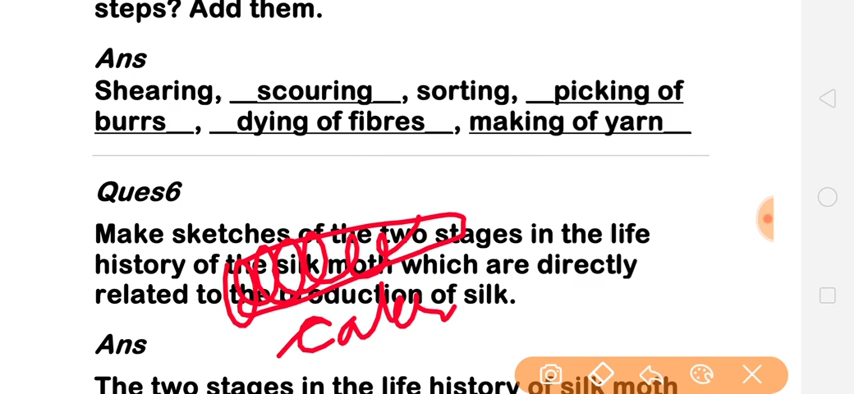 steps? Add them.
Ans
Shearing, __scouring__, sorting, __picking of
burrs__, __dying of fibres__, making of yarn__
Ques6
Make sketches of the two stages in the life
history of the silk moth which are directly
related to the production of silk.
Ans
The two stages in the life history of silk moth